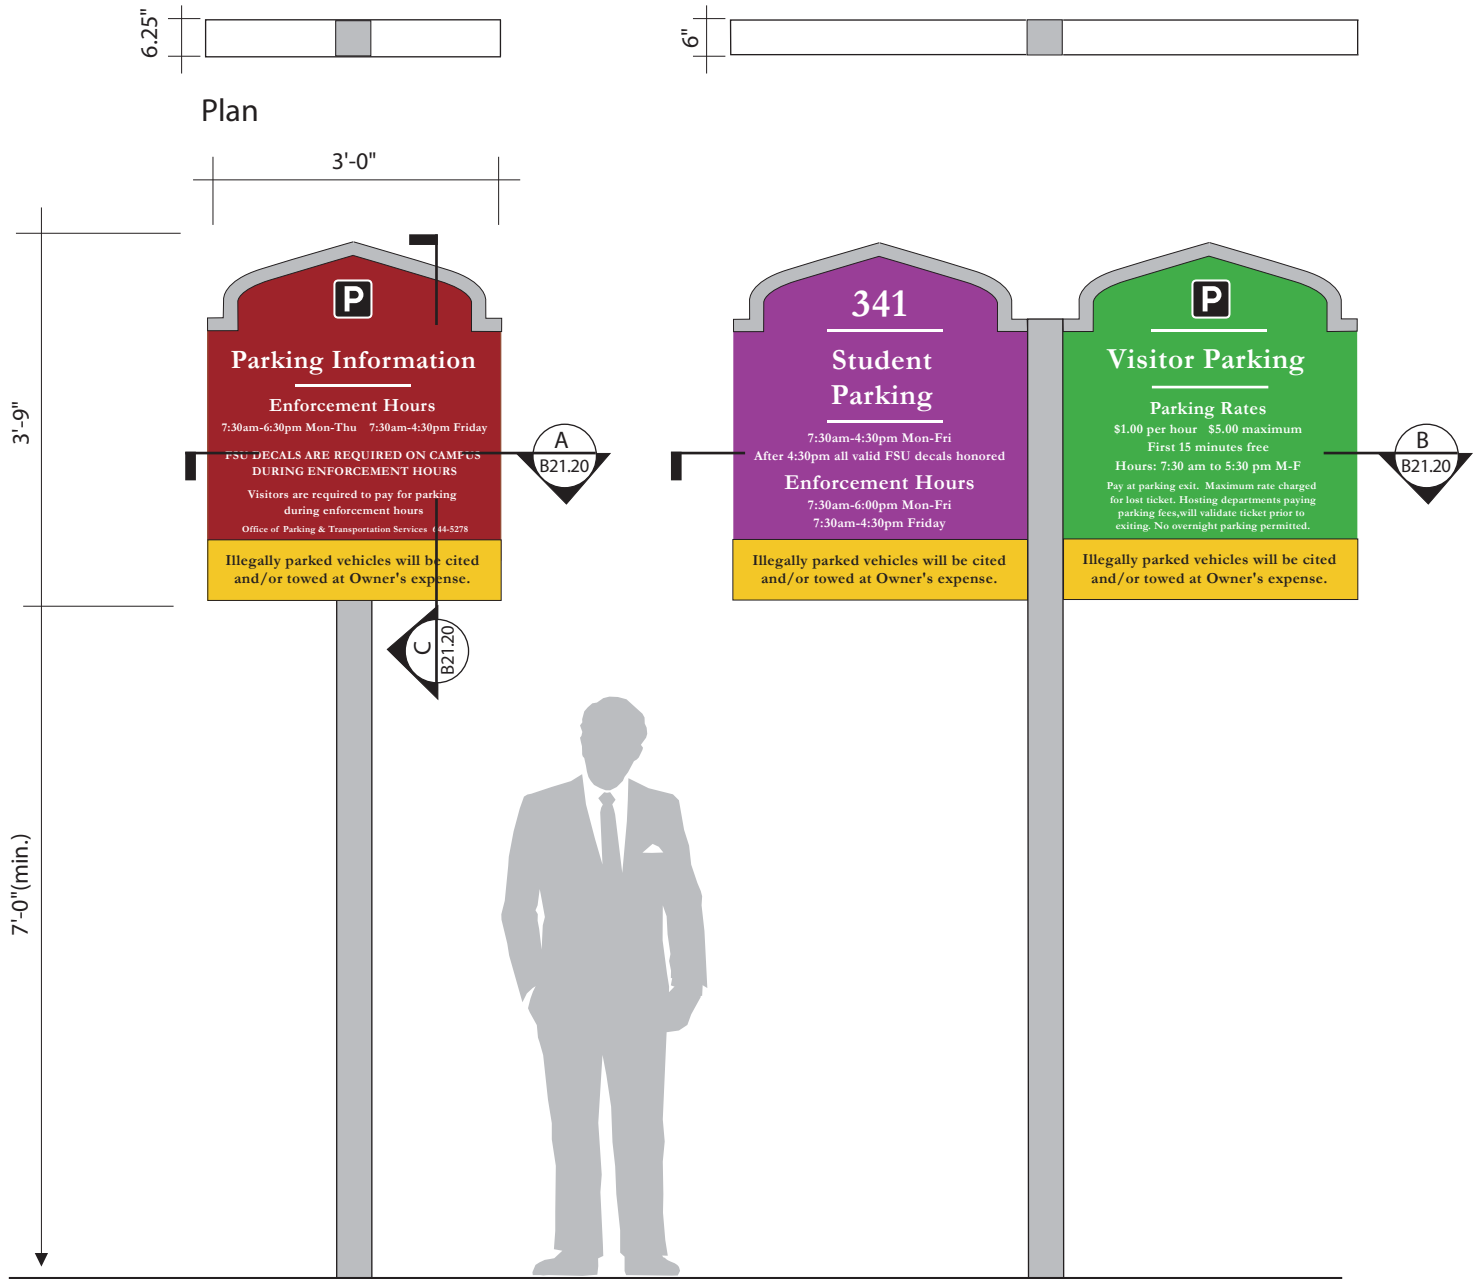 6.25"
6"
Plan
3'-0"
3'-9"
7'-0"(min.)
P
Parking Information
Enforcement Hours
7:30am-6:30pm Mon-Thu 7:30am-4:30pm Friday
FSU DECALS ARE REQUIRED ON CAMPUS
DURING ENFORCEMENT HOURS
Visitors are required to pay for parking
during enforcement hours
Office of Parking & Transportation Services 644-5278
Illegally parked vehicles will be cited
and/or towed at Owner's expense.
A
B21.20
C
B21.20
341
Student
Parking
7:30am-4:30pm Mon-Fri
After 4:30pm all valid FSU decals honored
Enforcement Hours
7:30am-6:00pm Mon-Fri
7:30am-4:30pm Friday
Illegally parked vehicles will be cited
and/or towed at Owner's expense.
P
Visitor Parking
Parking Rates
$1.00 per hour $5.00 maximum
First 15 minutes free
Hours: 7:30 am to 5:30 pm M-F
Pay at parking exit. Maximum rate charged
for lost ticket. Hosting departments paying
parking fees,will validate ticket prior to
exiting. No overnight parking permitted.
Illegally parked vehicles will be cited
and/or towed at Owner's expense.
B
B21.20